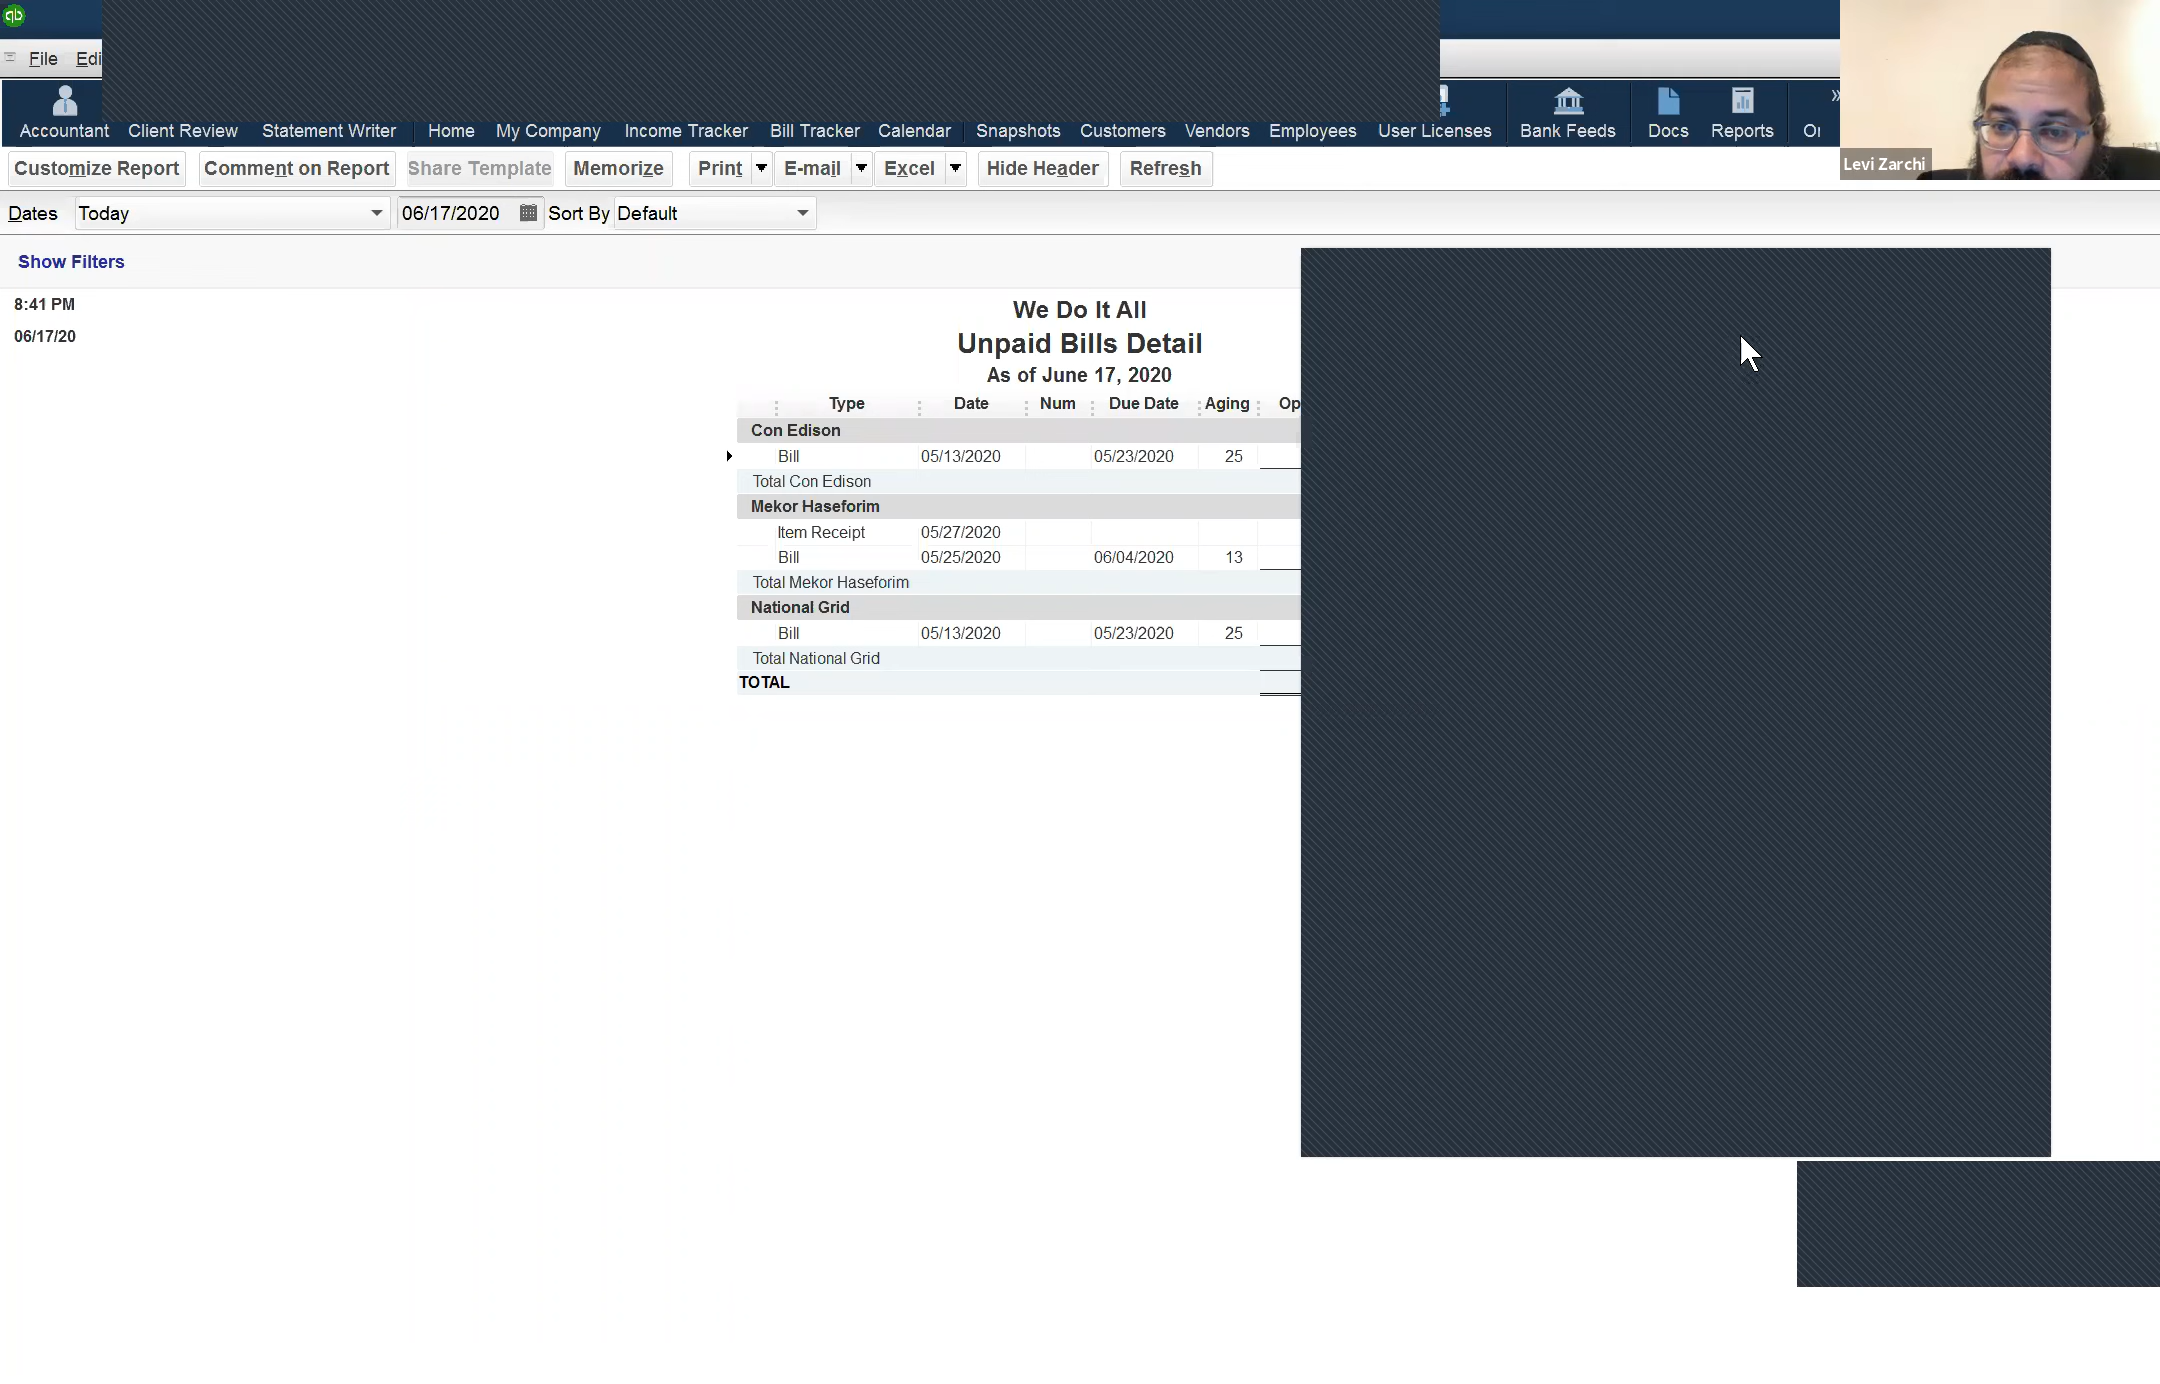 qb
File Edi
Accountant Client Review Statement Writer Home My Company Income Tracker Bill Tracker Calendar Snapshots Customers Vendors Employees User Licenses Bank Feeds Docs Reports
Levi Zarchi
Customize Report Comment on Report Share Template Memorize Print E-mail Excel Hide Header Refresh
Dates Today 06/17/2020 Sort By Default
Show Filters
8:41 PM
06/17/20
We Do It All
Unpaid Bills Detail
As of June 17, 2020
Type Date Num Due Date Aging Op
Con Edison
Bill 05/13/2020 05/23/2020 25
Total Con Edison
Mekor Haseforim
Item Receipt 05/27/2020
Bill 05/25/2020 06/04/2020 13
Total Mekor Haseforim
National Grid
Bill 05/13/2020 05/23/2020 25
Total National Grid
TOTAL